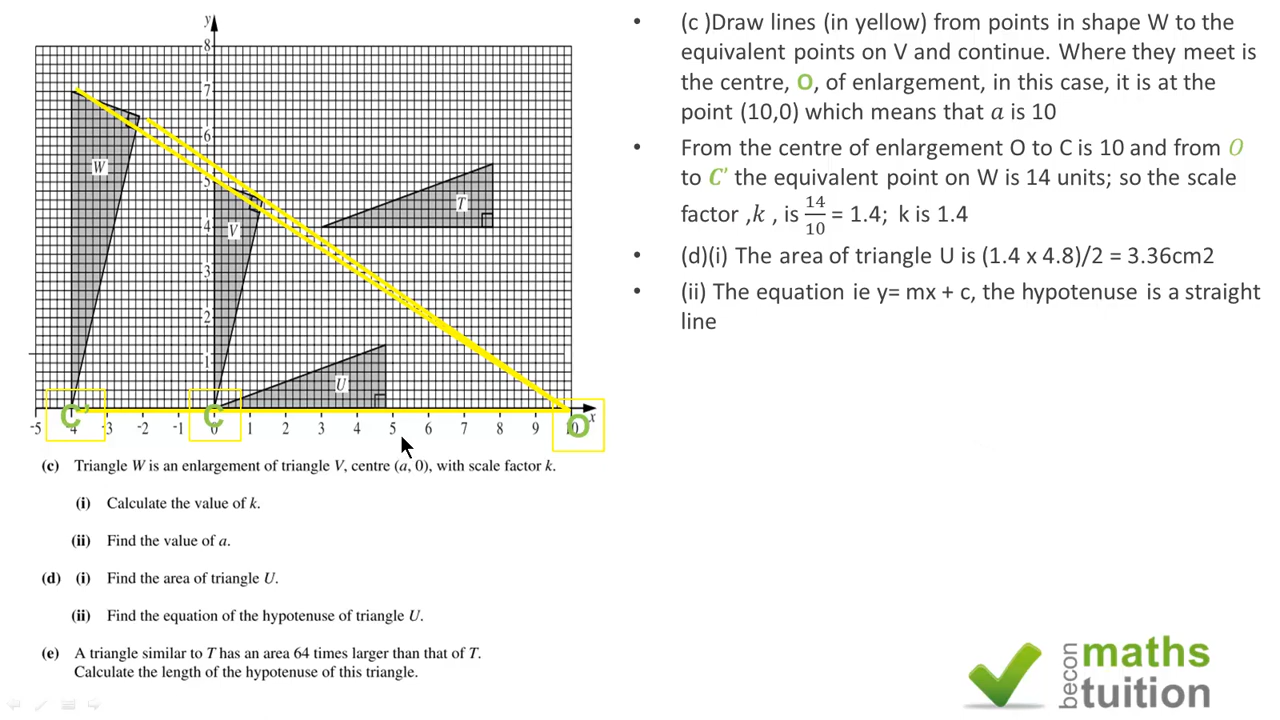 y
8
7
6
5
4
3
2
1
W
V
T
U
C’
C
O
-5 -4 -3 -2 -1 0 1 2 3 4 5 6 7 8 9 10 x
(c) Triangle W is an enlargement of triangle V, centre (a, 0), with scale factor k.
(i) Calculate the value of k.
(ii) Find the value of a.
(d) (i) Find the area of triangle U.
(ii) Find the equation of the hypotenuse of triangle U.
(e) A triangle similar to T has an area 64 times larger than that of T.
Calculate the length of the hypotenuse of this triangle.
• (c )Draw lines (in yellow) from points in shape W to the
equivalent points on V and continue. Where they meet is
the centre, O, of enlargement, in this case, it is at the
point (10,0) which means that a is 10
• From the centre of enlargement O to C is 10 and from O
to C’ the equivalent point on W is 14 units; so the scale
factor ,k , is 14/10 = 1.4; k is 1.4
• (d)(i) The area of triangle U is (1.4 x 4.8)/2 = 3.36cm2
• (ii) The equation ie y= mx + c, the hypotenuse is a straight
line
becon
maths
tuition